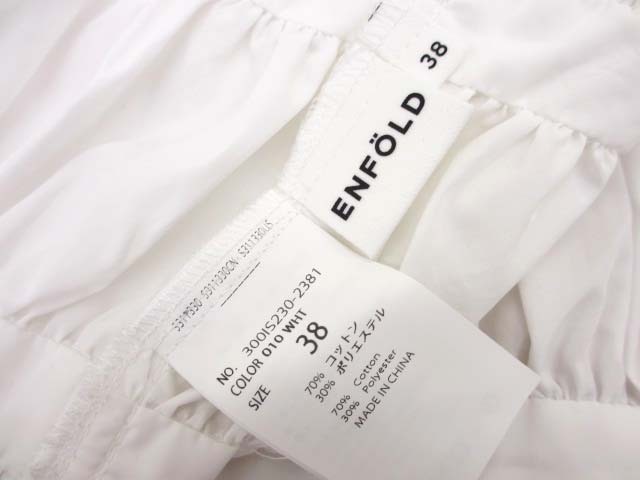 ENFÖLD
38
No. 300IS230-2381
COLOR 010 WHT
SIZE 38
70% コットン
30% ポリエステル
70% Cotton
30% Polyester
MADE IN CHINA